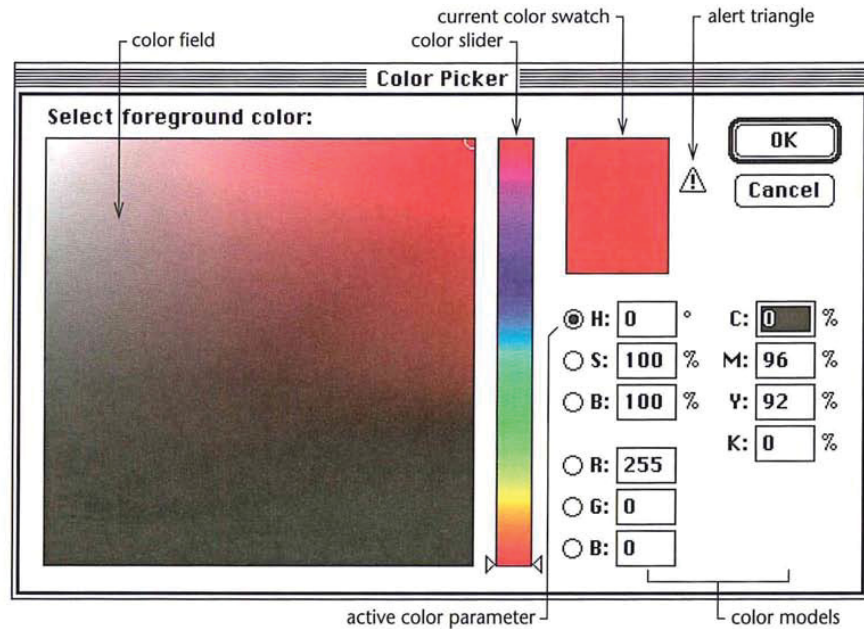 current color swatch
alert triangle
color field
color slider
Color Picker
Select foreground color:
OK
Cancel
H: 0 ° C: 0 %
S: 100 % M: 96 %
B: 100 % Y: 92 %
K: 0 %
R: 255
G: 0
B: 0
active color parameter
color models